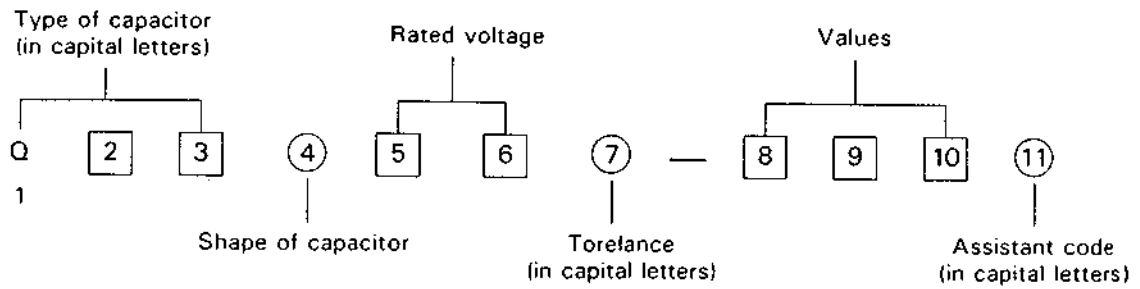 Type of capacitor
(in capital letters)
Rated voltage
Values
Q 2 3 4 5 6 7 — 8 9 10 11
1
Shape of capacitor
Torelance
(in capital letters)
Assistant code
(in capital letters)